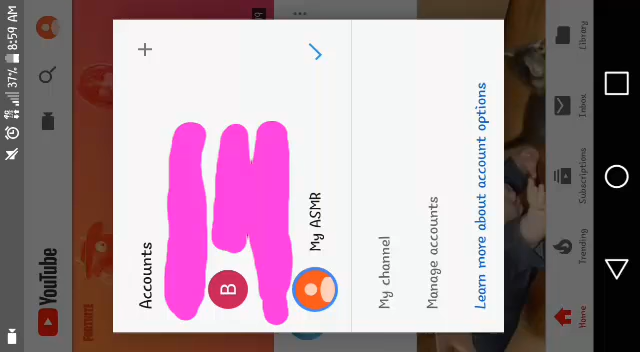 37% 8:59 AM
YouTube
FORTNITE
Accounts
B
My ASMR
My channel
Manage accounts
Learn more about account options
Home
Trending
Subscriptions
Inbox
Library